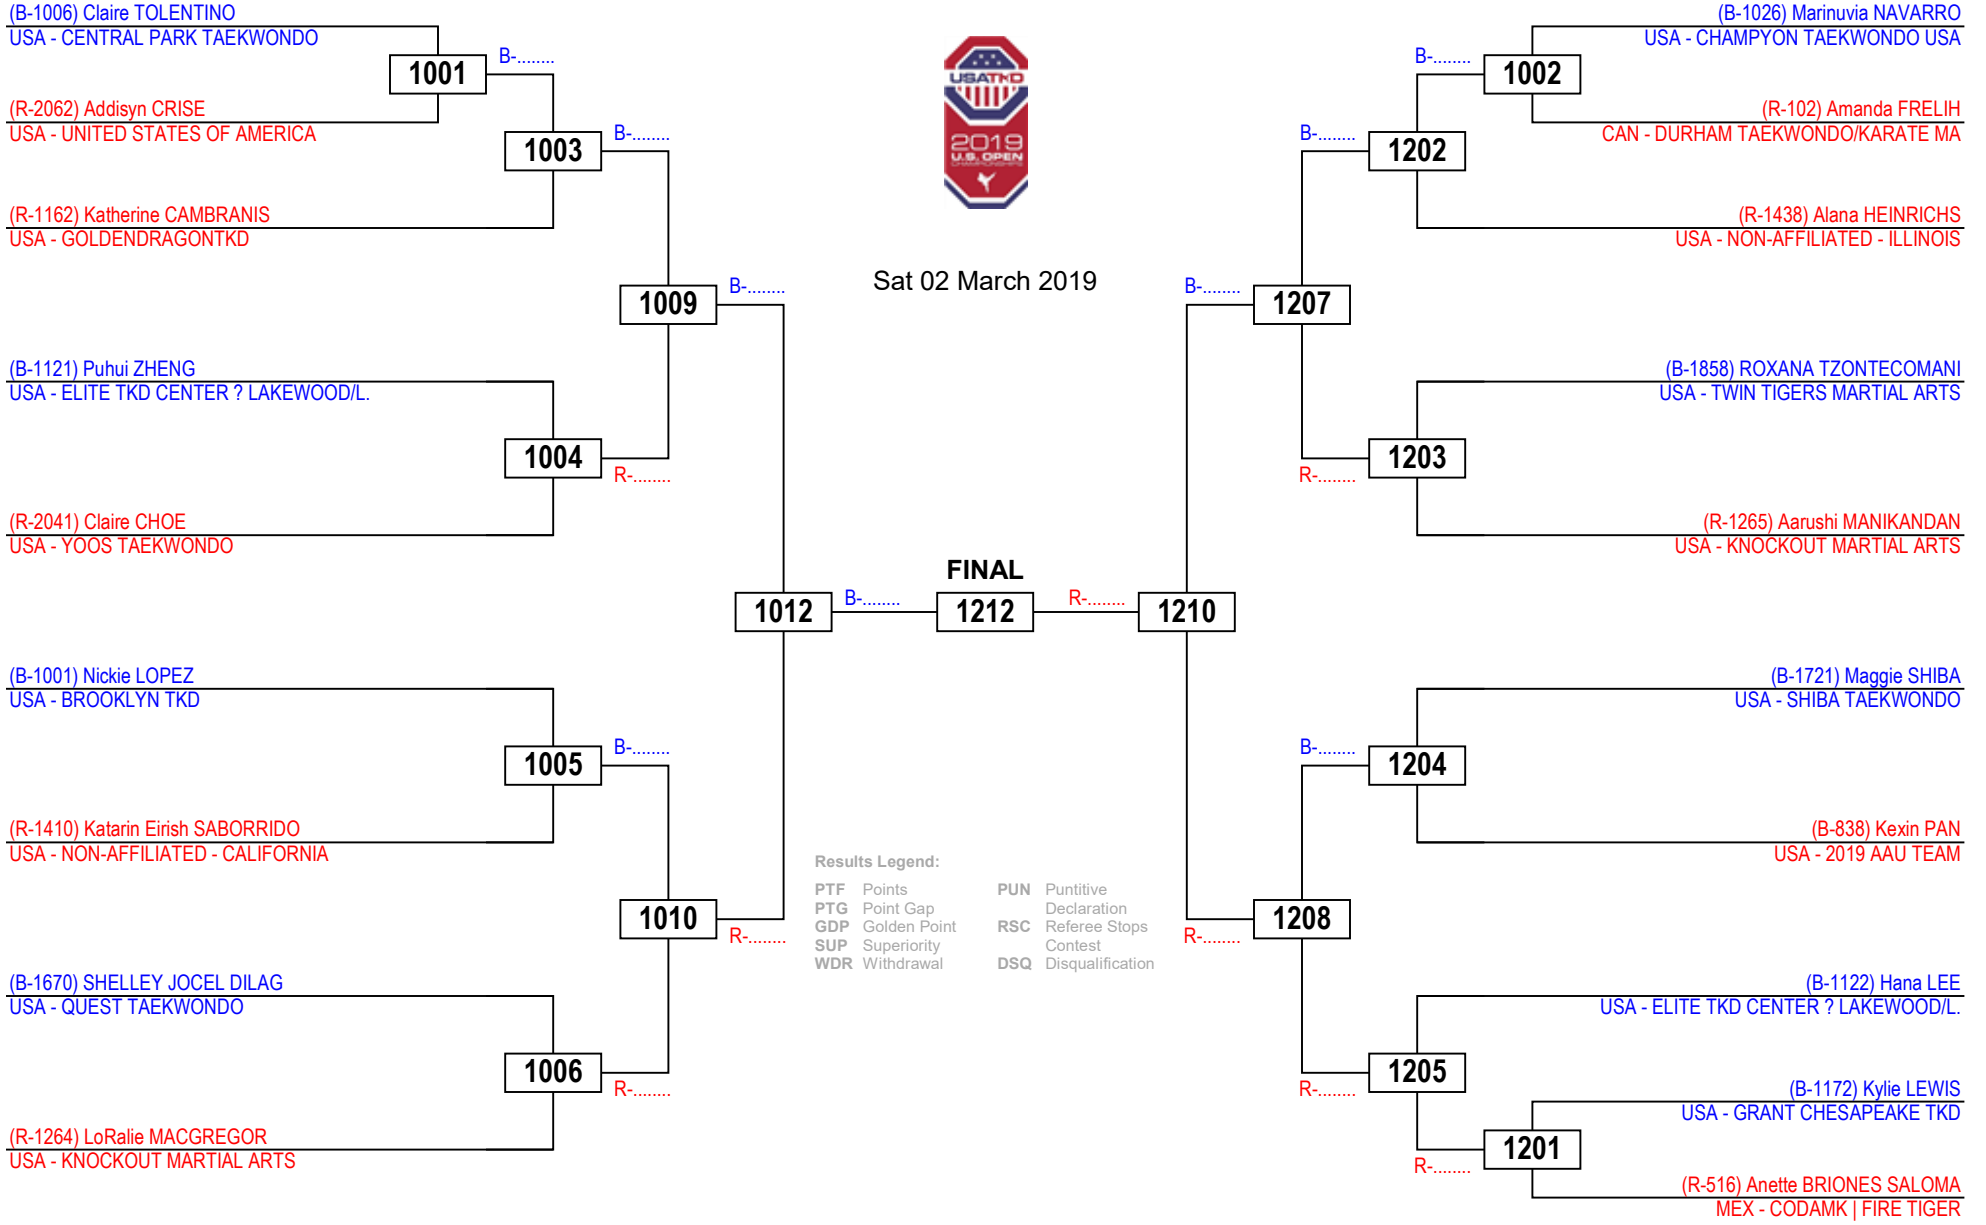 (B-1006) Claire TOLENTINO
USA - CENTRAL PARK TAEKWONDO
1001
B-........
(R-2062) Addisyn CRISE
USA - UNITED STATES OF AMERICA
1003
B-........
(R-1162) Katherine CAMBRANIS
USA - GOLDENDRAGONTKD
1009
B-........
(B-1121) Puhui ZHENG
USA - ELITE TKD CENTER ? LAKEWOOD/L.
1004
R-........
(R-2041) Claire CHOE
USA - YOOS TAEKWONDO
1012
B-........
(B-1001) Nickie LOPEZ
USA - BROOKLYN TKD
1005
B-........
(R-1410) Katarin Eirish SABORRIDO
USA - NON-AFFILIATED - CALIFORNIA
1010
R-........
(B-1670) SHELLEY JOCEL DILAG
USA - QUEST TAEKWONDO
1006
R-........
(R-1264) LoRalie MACGREGOR
USA - KNOCKOUT MARTIAL ARTS
USATKD
2019
U.S. OPEN
CHAMPIONSHIPS
Sat 02 March 2019
FINAL
1212
Results Legend:
PTF Points
PTG Point Gap
GDP Golden Point
SUP Superiority
WDR Withdrawal
PUN Puntitive
Declaration
RSC Referee Stops
Contest
DSQ Disqualification
(B-1026) Marinuvia NAVARRO
USA - CHAMPYON TAEKWONDO USA
B-........
1002
(R-102) Amanda FRELIH
CAN - DURHAM TAEKWONDO/KARATE MA
B-........
1202
(R-1438) Alana HEINRICHS
USA - NON-AFFILIATED - ILLINOIS
B-........
1207
(B-1858) ROXANA TZONTECOMANI
USA - TWIN TIGERS MARTIAL ARTS
1203
R-........
(R-1265) Aarushi MANIKANDAN
USA - KNOCKOUT MARTIAL ARTS
R-........
1210
(B-1721) Maggie SHIBA
USA - SHIBA TAEKWONDO
B-........
1204
(B-838) Kexin PAN
USA - 2019 AAU TEAM
1208
R-........
(B-1122) Hana LEE
USA - ELITE TKD CENTER ? LAKEWOOD/L.
1205
R-........
(B-1172) Kylie LEWIS
USA - GRANT CHESAPEAKE TKD
1201
R-........
(R-516) Anette BRIONES SALOMA
MEX - CODAMK | FIRE TIGER